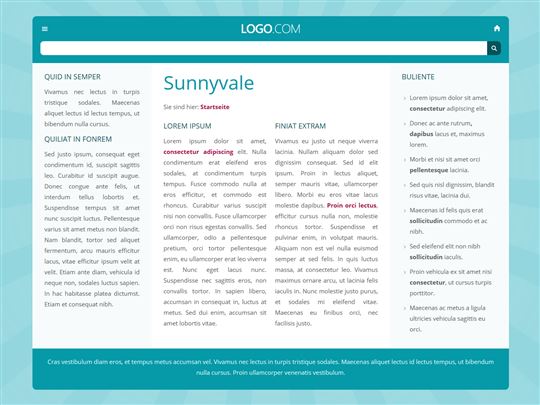 LOGO.COM
QUID IN SEMPER
Vivamus nec lectus in turpis
tristique sodales. Maecenas
aliquet lectus id lectus tempus, ut
bibendum nulla cursus.
QUILIAT IN FONREM
Sed justo ipsum, consequat eget
condimentum id, suscipit sagittis
leo. Curabitur id suscipit augue.
Donec congue ante felis, ut
interdum tellus lobortis et.
Suspendisse tempus sit amet
nunc suscipit luctus. Pellentesque
varius sit amet metus non blandit.
Nam blandit, tortor sed aliquet
fermentum, arcu mauris efficitur
lacus, vitae efficitur ipsum velit at
velit. Etiam ante diam, vehicula id
neque non, sodales luctus sapien.
In hac habitasse platea dictumst.
Etiam et consequat nibh.
Sunnyvale
Sie sind hier: Startseite
LOREM IPSUM
Lorem ipsum dolor sit amet,
consectetur adipiscing elit. Nulla
condimentum erat eleifend eros
sodales, at condimentum turpis
tempus. Fusce commodo nulla at
eros efficitur, et commodo est
rhoncus. Curabitur varius suscipit
nisi non convallis. Fusce ullamcorper
orci non risus egestas convallis. Sed
ullamcorper, odio a pellentesque
pretium, orci tortor pellentesque
enim, eu ullamcorper erat leo viverra
est. Nunc eget lacus nunc.
Suspendisse nec sagittis eros, non
convallis tortor. In sapien libero,
accumsan in consequat in, luctus at
metus. Sed dui enim, accumsan sit
amet lobortis vitae.
FINIAT EXTRAM
Vivamus eu justo ut neque viverra
lacinia. Nullam aliquam dolor sed
dignissim consequat. Sed id elit
ipsum. Proin in lectus aliquet,
semper mauris vitae, ullamcorper
libero. Morbi eu eros vitae lacus
molestie dapibus. Proin orci lectus,
efficitur cursus nulla non, molestie
rhoncus tortor. Suspendisse et
pulvinar enim, in volutpat mauris.
Aliquam non est vel nulla euismod
semper at sed felis. In quis luctus
massa, at consectetur leo. Vivamus
maximus ornare arcu, ut lacinia felis
iaculis in. Nunc molestie justo purus,
et sodales mi eleifend vitae.
Maecenas eu finibus orci, nec
facilisis justo.
BULIENTE
Lorem ipsum dolor sit amet,
consectetur adipiscing elit.
Donec ac ante rutrum,
dapibus lacus et, maximus
lorem.
Morbi et nisi sit amet orci
pellentesque lacinia.
Sed quis nisl dignissim, blandit
risus vitae, lacinia dui.
Maecenas id felis quis erat
sollicitudin commodo et ac
nibh.
Sed eleifend elit non nibh
sollicitudin iaculis.
Proin vehicula ex sit amet nisi
consectetur, ut cursus turpis
porttitor.
Maecenas ac metus a ligula
ultricies vehicula sagittis eu
orci.
Cras vestibulum diam eros, et tempus metus accumsan vel. Vivamus nec lectus in turpis tristique sodales. Maecenas aliquet lectus id lectus tempus, ut bibendum
nulla cursus. Proin ullamcorper venenatis vestibulum.